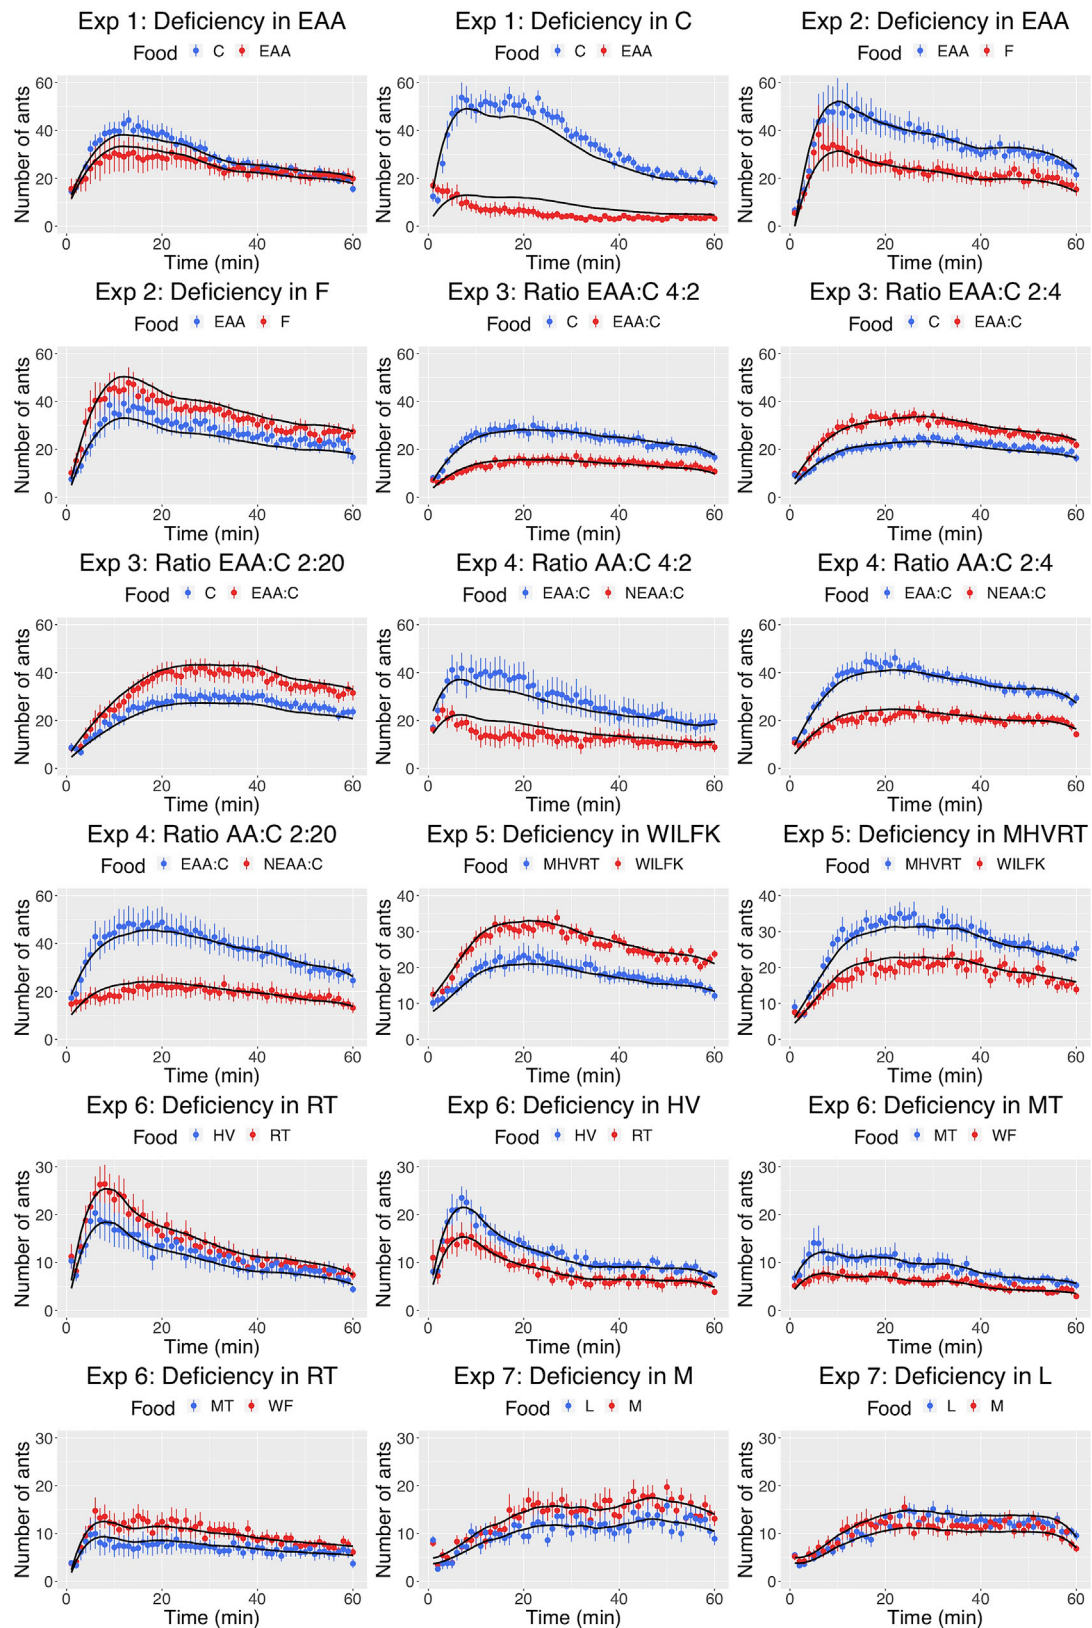 Exp 1: Deficiency in EAA
Food C EAA
Number of ants
60
40
20
0
0 20 40 60
Time (min)
Exp 1: Deficiency in C
Food C EAA
Number of ants
60
40
20
0
0 20 40 60
Time (min)
Exp 2: Deficiency in EAA
Food EAA F
Number of ants
60
40
20
0
0 20 40 60
Time (min)
Exp 2: Deficiency in F
Food EAA F
Number of ants
60
40
20
0
0 20 40 60
Time (min)
Exp 3: Ratio EAA:C 4:2
Food C EAA:C
Number of ants
60
40
20
0
0 20 40 60
Time (min)
Exp 3: Ratio EAA:C 2:4
Food C EAA:C
Number of ants
60
40
20
0
0 20 40 60
Time (min)
Exp 3: Ratio EAA:C 2:20
Food C EAA:C
Number of ants
60
40
20
0
0 20 40 60
Time (min)
Exp 4: Ratio AA:C 4:2
Food EAA:C NEAA:C
Number of ants
60
40
20
0
0 20 40 60
Time (min)
Exp 4: Ratio AA:C 2:4
Food EAA:C NEAA:C
Number of ants
60
40
20
0
0 20 40 60
Time (min)
Exp 4: Ratio AA:C 2:20
Food EAA:C NEAA:C
Number of ants
60
40
20
0
0 20 40 60
Time (min)
Exp 5: Deficiency in WILFK
Food MHVRT WILFK
Number of ants
40
30
20
10
0
0 20 40 60
Time (min)
Exp 5: Deficiency in MHVRT
Food MHVRT WILFK
Number of ants
40
30
20
10
0
0 20 40 60
Time (min)
Exp 6: Deficiency in RT
Food HV RT
Number of ants
30
20
10
0
0 20 40 60
Time (min)
Exp 6: Deficiency in HV
Food HV RT
Number of ants
30
20
10
0
0 20 40 60
Time (min)
Exp 6: Deficiency in MT
Food MT WF
Number of ants
30
20
10
0
0 20 40 60
Time (min)
Exp 6: Deficiency in RT
Food MT WF
Number of ants
30
20
10
0
0 20 40 60
Time (min)
Exp 7: Deficiency in M
Food L M
Number of ants
30
20
10
0
0 20 40 60
Time (min)
Exp 7: Deficiency in L
Food L M
Number of ants
30
20
10
0
0 20 40 60
Time (min)